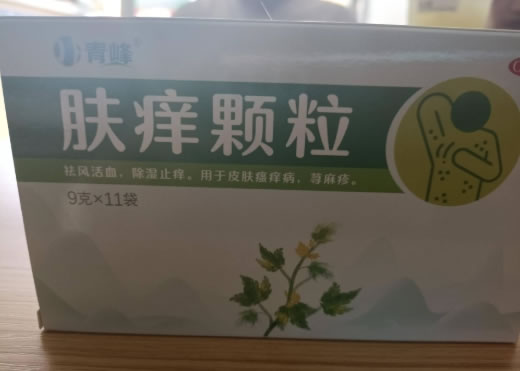 青峰®
肤痒颗粒
祛风活血，除湿止痒。用于皮肤瘙痒病，荨麻疹。
9克×11袋